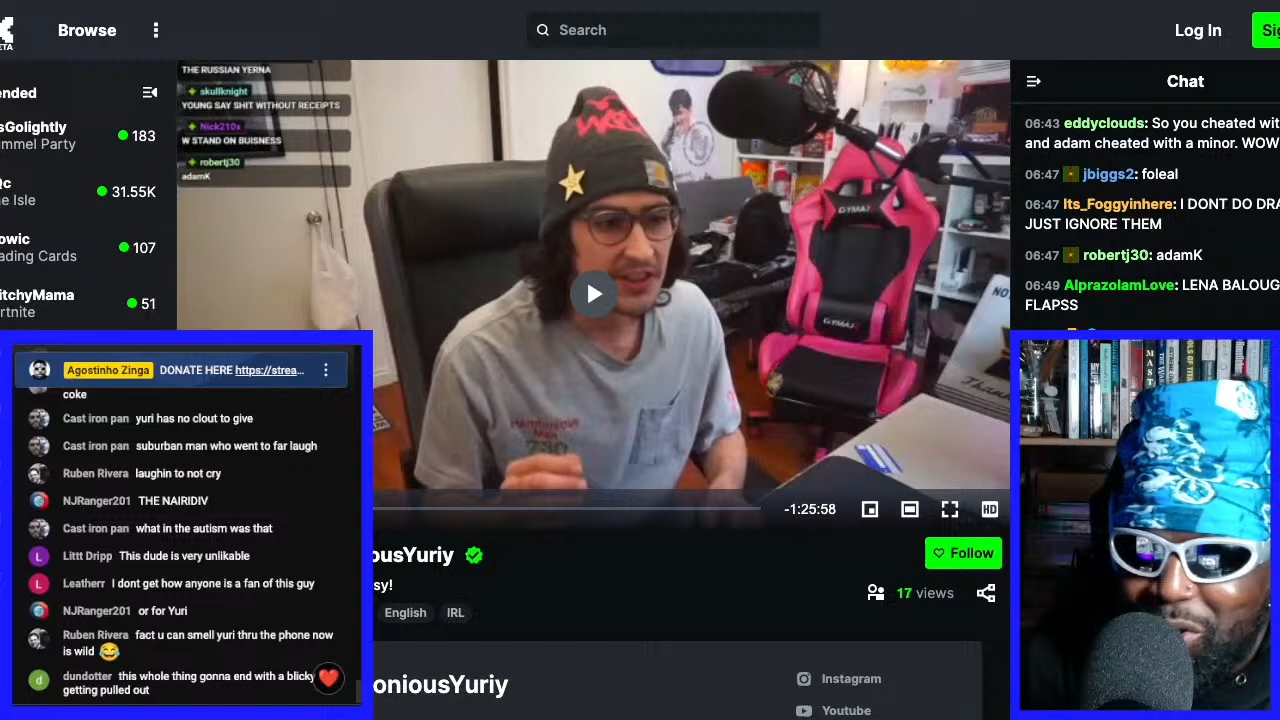 Browse
Search
Log In
ETA
ended
183
31.55K
107
ading Cards
itchyMama
51
rtnite
THE RUSSIAN YERNA
skullknight
YOUNG SAY SHIT WITHOUT RECEIPTS
Nick210x
W STAND ON BUISNESS
robertj30
adamK
GYMAX
GYMAX
Harmonious
Man
-1:25:58
HD
Chat
06:43 eddyclouds: So you cheated wit
and adam cheated with a minor. WOW
06:47 jbiggs2: foleal
06:47 Its_Foggyinhere: I DONT DO DRA
JUST IGNORE THEM
06:47 robertj30: adamK
06:49 AlprazolamLove: LENA BALOUG
FLAPSS
Agostinho Zinga DONATE HERE https://strea...
coke
Cast iron pan yuri has no clout to give
Cast iron pan suburban man who went to far laugh
Ruben Rivera laughin to not cry
NJRanger201 THE NAIRIDIV
Cast iron pan what in the autism was that
L Littt Dripp This dude is very unlikable
L Leatherr I dont get how anyone is a fan of this guy
NJRanger201 or for Yuri
Ruben Rivera fact u can smell yuri thru the phone now
is wild 😂
d dundotter this whole thing gonna end with a blicky
getting pulled out
iousYuriy
Follow
sy!
17 views
English
IRL
oniousYuriy
Instagram
Youtube